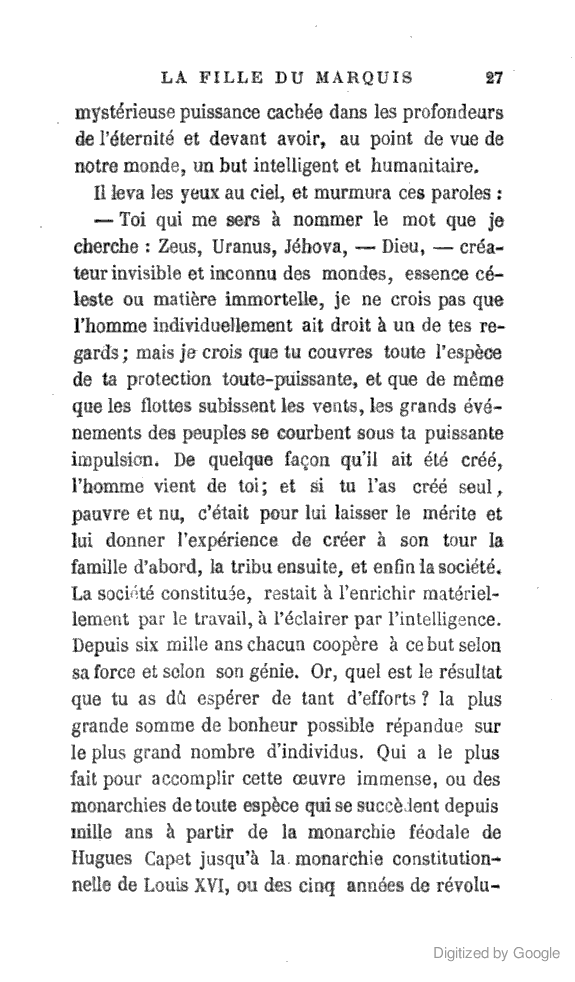 LA FILLE DU MARQUIS 27
mystérieuse puissance cachée dans les profondeurs
de l'éternité et devant avoir, au point de vue de
notre monde, un but intelligent et humanitaire.
Il leva les yeux au ciel, et murmura ces paroles :
— Toi qui me sers à nommer le mot que je
cherche : Zeus, Uranus, Jéhova, — Dieu, — créa-
teur invisible et inconnu des mondes, essence cé-
leste ou matière immortelle, je ne crois pas que
l'homme individuellement ait droit à un de tes re-
gards ; mais je crois que tu couvres toute l'espèce
de ta protection toute-puissante, et que de même
que les flottes subissent les vents, les grands évé-
nements des peuples se courbent sous ta puissante
impulsion. De quelque façon qu'il ait été créé,
l'homme vient de toi ; et si tu l'as créé seul,
pauvre et nu, c'était pour lui laisser le mérite et
lui donner l'expérience de créer à son tour la
famille d'abord, la tribu ensuite, et enfin la société.
La société constituée, restait à l'enrichir matériel-
lement par le travail, à l'éclairer par l'intelligence.
Depuis six mille ans chacun coopère à ce but selon
sa force et selon son génie. Or, quel est le résultat
que tu as dû espérer de tant d'efforts ? la plus
grande somme de bonheur possible répandue sur
le plus grand nombre d'individus. Qui a le plus
fait pour accomplir cette œuvre immense, ou des
monarchies de toute espèce qui se succèdent depuis
mille ans à partir de la monarchie féodale de
Hugues Capet jusqu'à la monarchie constitution-
nelle de Louis XVI, ou des cinq années de révolu-
Digitized by Google